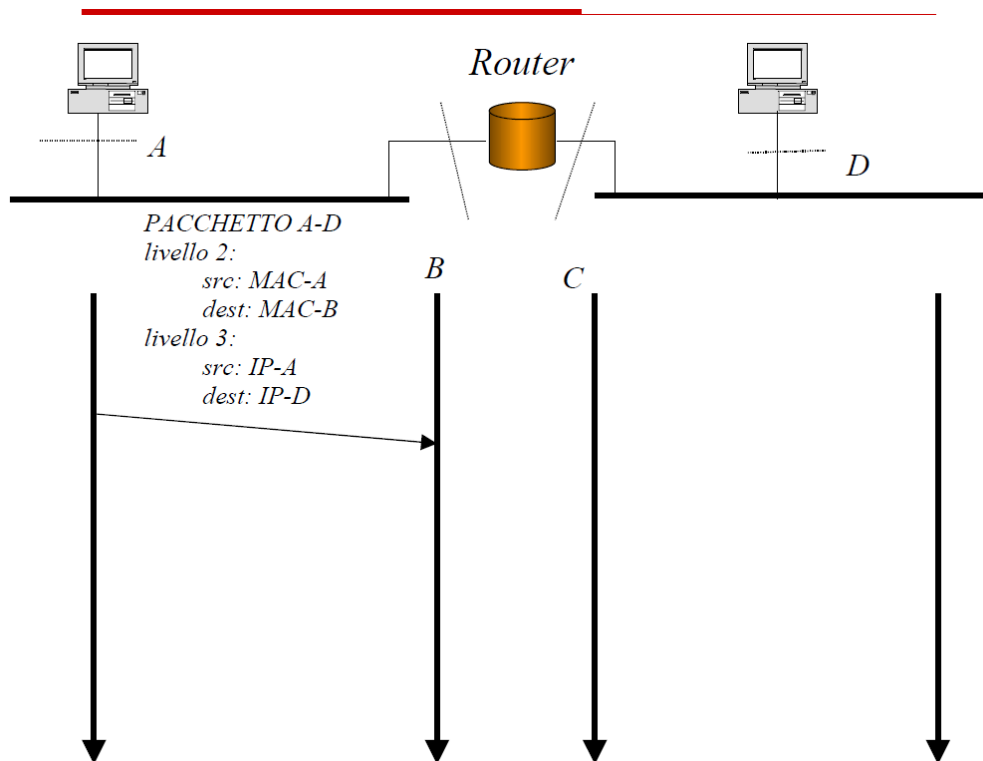 Router
A
D
PACCHETTO A-D
livello 2:
src: MAC-A
dest: MAC-B
livello 3:
src: IP-A
dest: IP-D
B
C